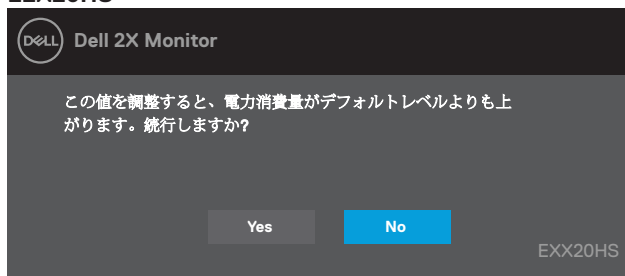 DELL Dell 2X Monitor
この値を調整すると、電力消費量がデフォルトレベルよりも上
がります。続行しますか?
Yes No
EXX20HS